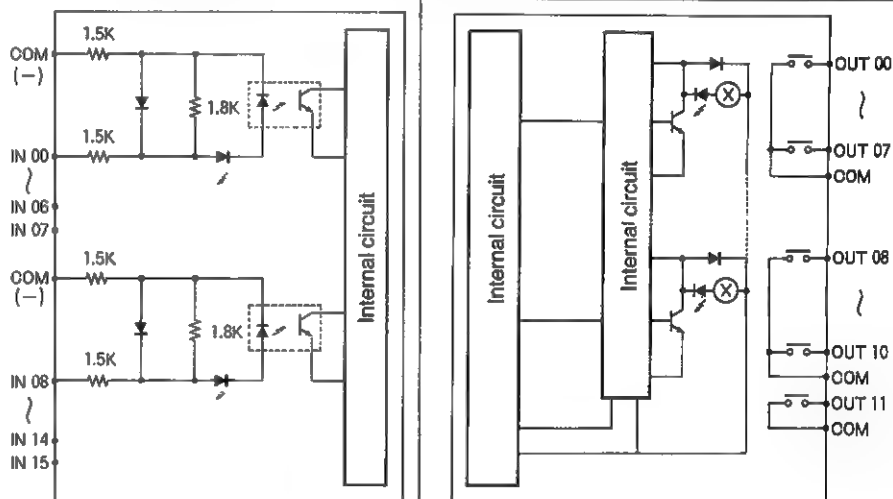 1.5K
COM
(−)
1.8K
1.5K
IN 00
IN 06
IN 07
1.5K
COM
(−)
1.8K
1.5K
IN 08
IN 14
IN 15
Internal circuit
Internal circuit
Internal circuit
OUT 00
OUT 07
COM
OUT 08
OUT 10
COM
OUT 11
COM